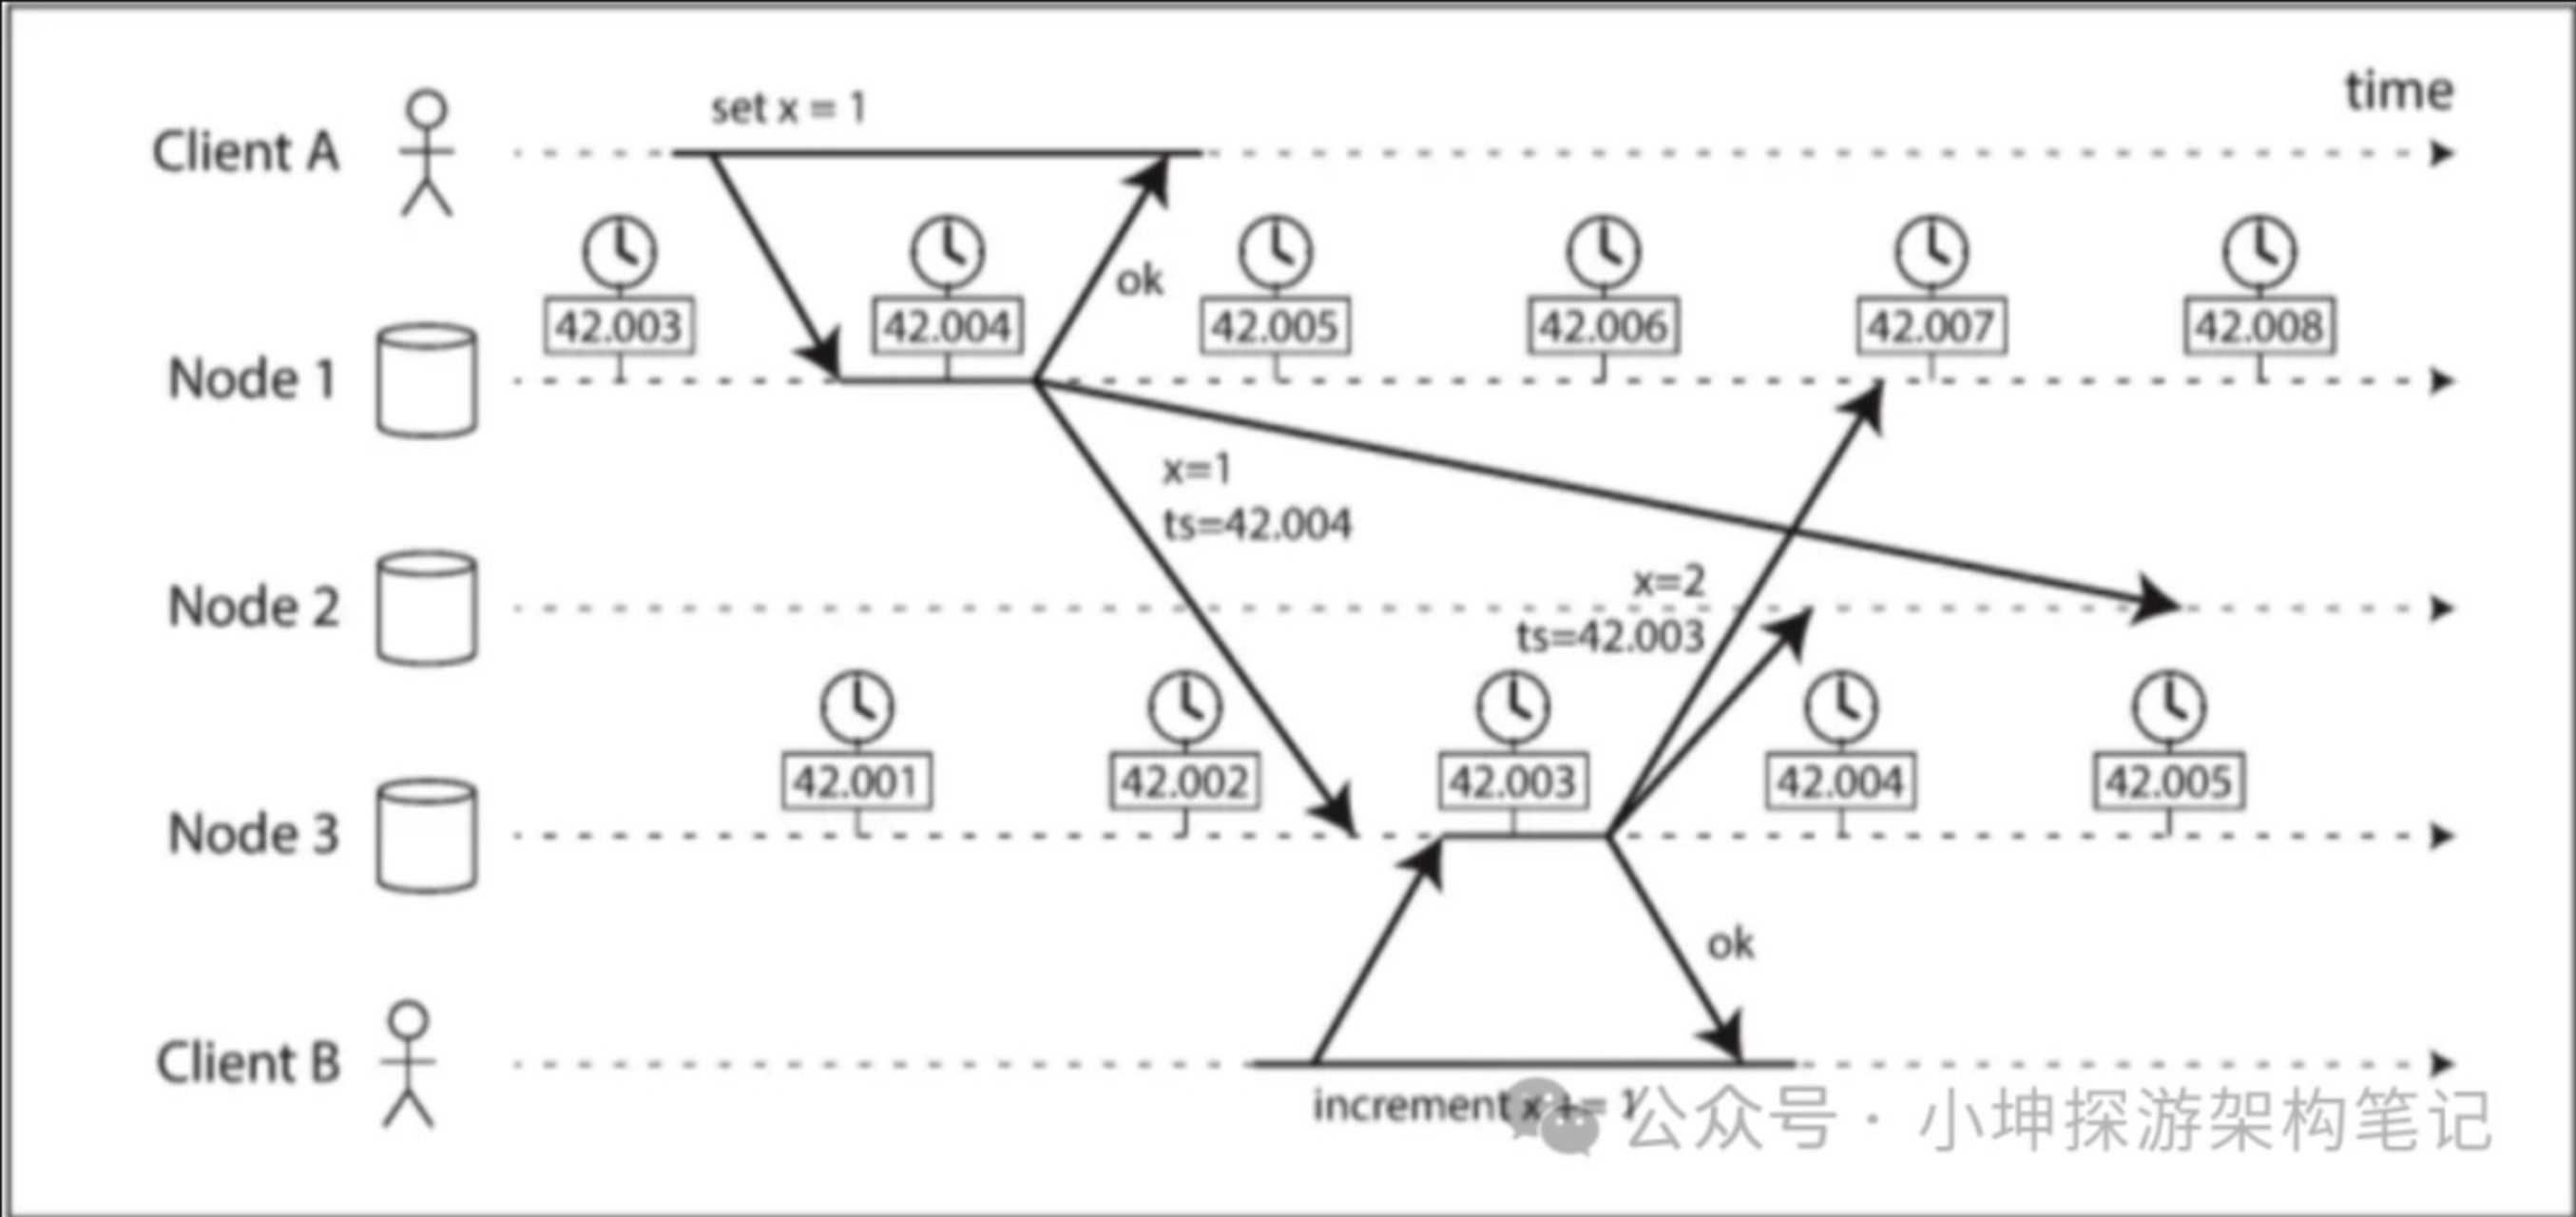 time
set x = 1
Client A
42.003
42.004
ok
42.005
42.006
42.007
42.008
Node 1
x=1
ts=42.004
x=2
Node 2
ts=42.003
42.001
42.002
42.003
42.004
42.005
Node 3
ok
Client B
increment x += 1
公众号 · 小坤探游架构笔记